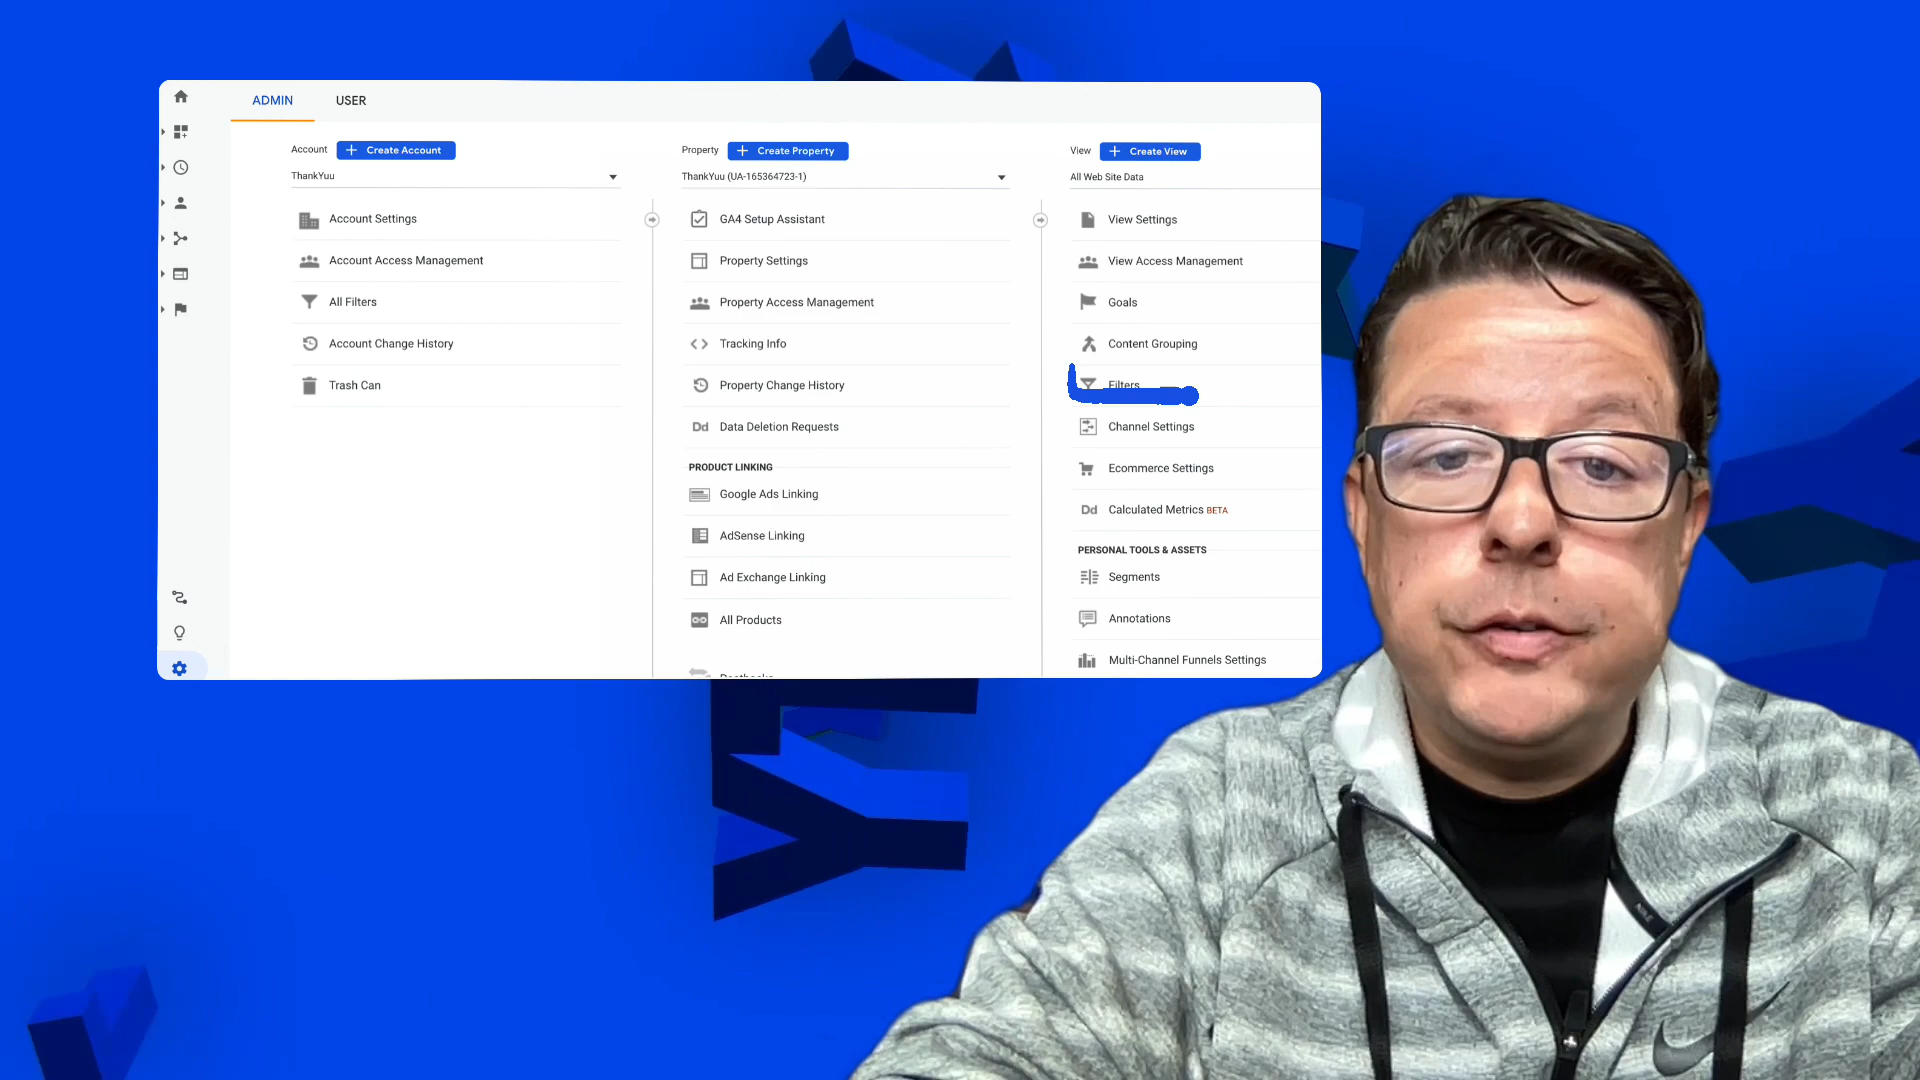 ADMIN USER
Account + Create Account
ThankYuu
Account Settings
Account Access Management
All Filters
Account Change History
Trash Can
Property + Create Property
ThankYuu (UA-165364723-1)
GA4 Setup Assistant
Property Settings
Property Access Management
Tracking Info
Property Change History
Dd Data Deletion Requests
PRODUCT LINKING
Google Ads Linking
AdSense Linking
Ad Exchange Linking
All Products
View + Create View
All Web Site Data
View Settings
View Access Management
Goals
Content Grouping
Filters
Channel Settings
Ecommerce Settings
Dd Calculated Metrics BETA
PERSONAL TOOLS & ASSETS
Segments
Annotations
Multi-Channel Funnels Settings